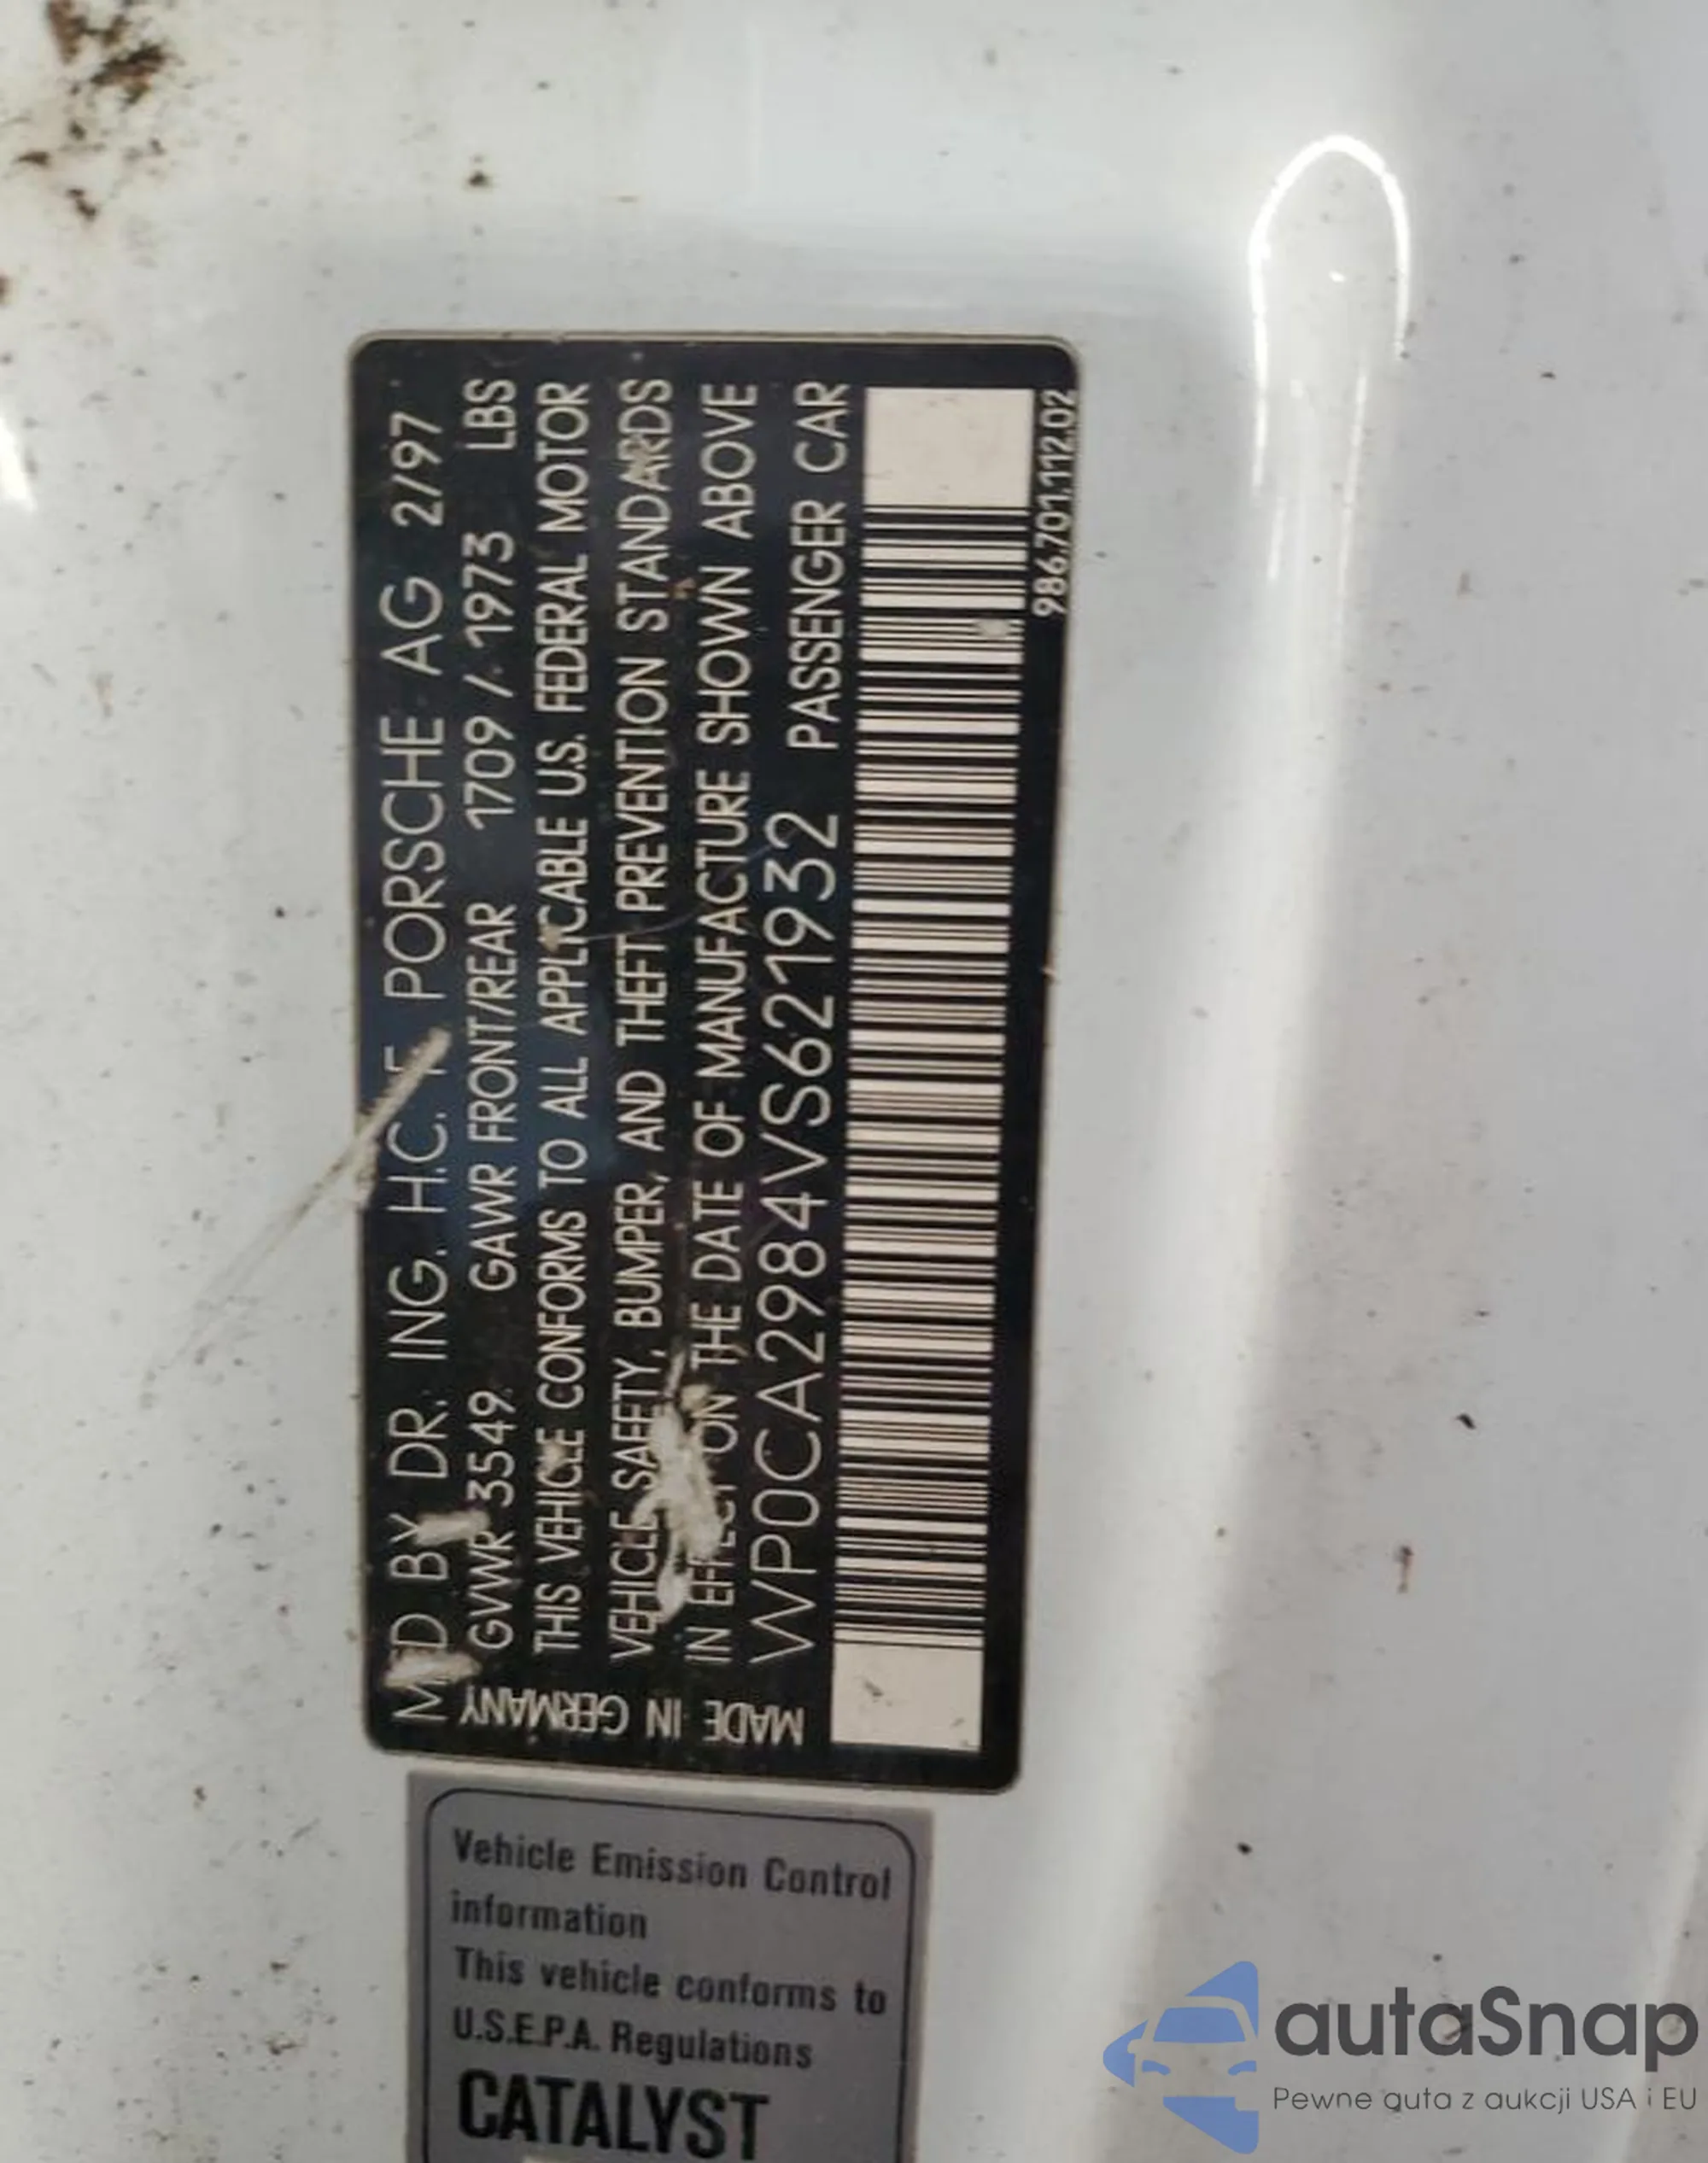 MFD BY DR. ING. H.C. F. PORSCHE AG 2/97
GVWR 3549 GAWR FRONT/REAR 1709 / 1973 LBS
THIS VEHICLE CONFORMS TO ALL APPLICABLE U.S. FEDERAL MOTOR
VEHICLE SAFETY, BUMPER, AND THEFT PREVENTION STANDARDS
IN EFFECT ON THE DATE OF MANUFACTURE SHOWN ABOVE
WP0CA2984VS621932 PASSENGER CAR
986.701.112.02
MADE IN GERMANY
Vehicle Emission Control
information
This vehicle conforms to
U.S.E.P.A. Regulations
CATALYST
autaSnap
Pewne auta z aukcji USA i EU